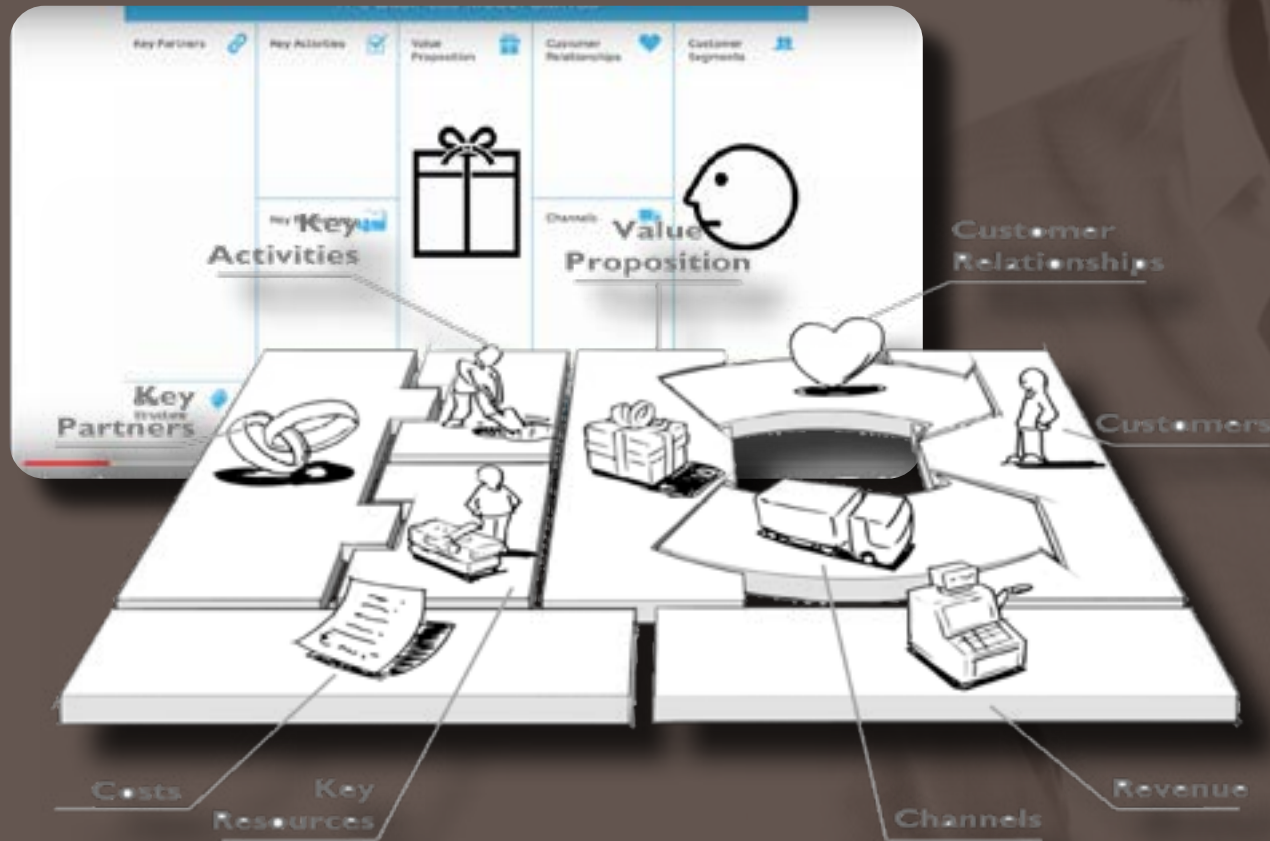 Key Partners
Key Activities
Value
Proposition
Customer
Relationships
Customer
Segments
Channels
Key
Activities
Value
Proposition
Customer
Relationships
Key
Partners
Customers
Costs
Key
Resources
Channels
Revenue